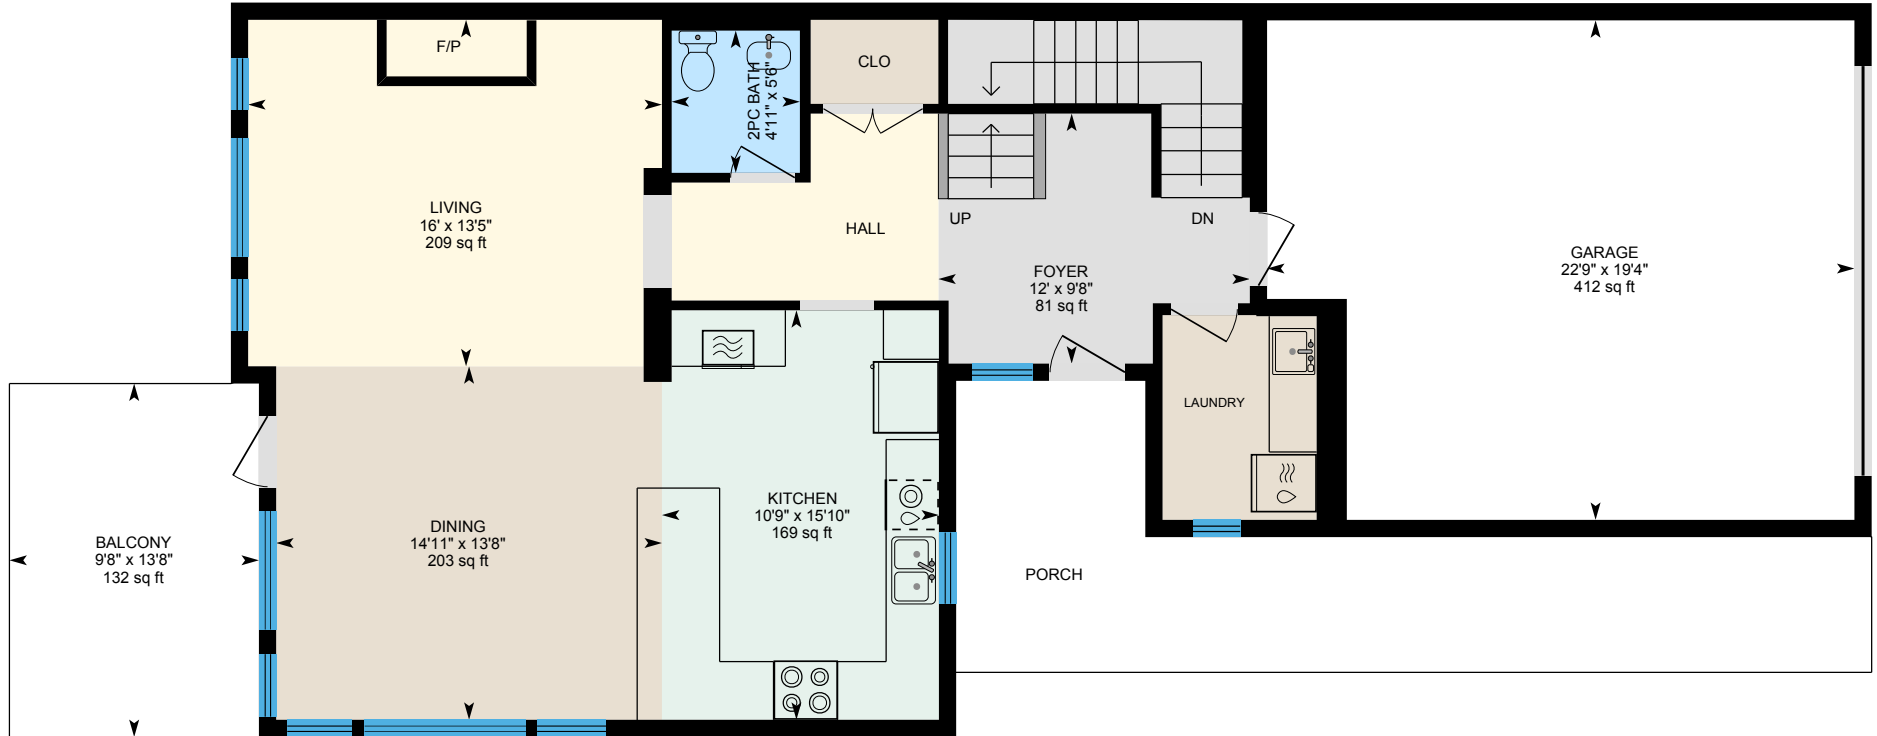 F/P
2PC BATH
4'11" x 5'6"
CLO
LIVING
16' x 13'5"
209 sq ft
HALL
UP
DN
FOYER
12' x 9'8"
81 sq ft
GARAGE
22'9" x 19'4"
412 sq ft
LAUNDRY
BALCONY
9'8" x 13'8"
132 sq ft
DINING
14'11" x 13'8"
203 sq ft
KITCHEN
10'9" x 15'10"
169 sq ft
PORCH